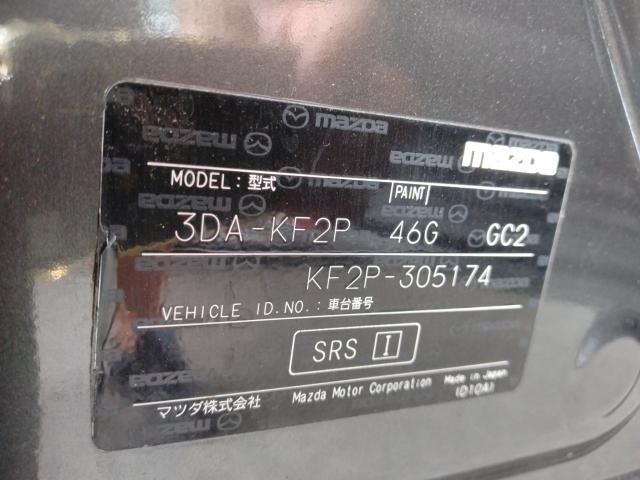 mazda
MODEL：型式 PAINT
3DA-KF2P 46G GC2
KF2P-305174
VEHICLE ID.NO.：車台番号
SRS I
マツダ株式会社 Mazda Motor Corporation Made in Japan
(D10A)